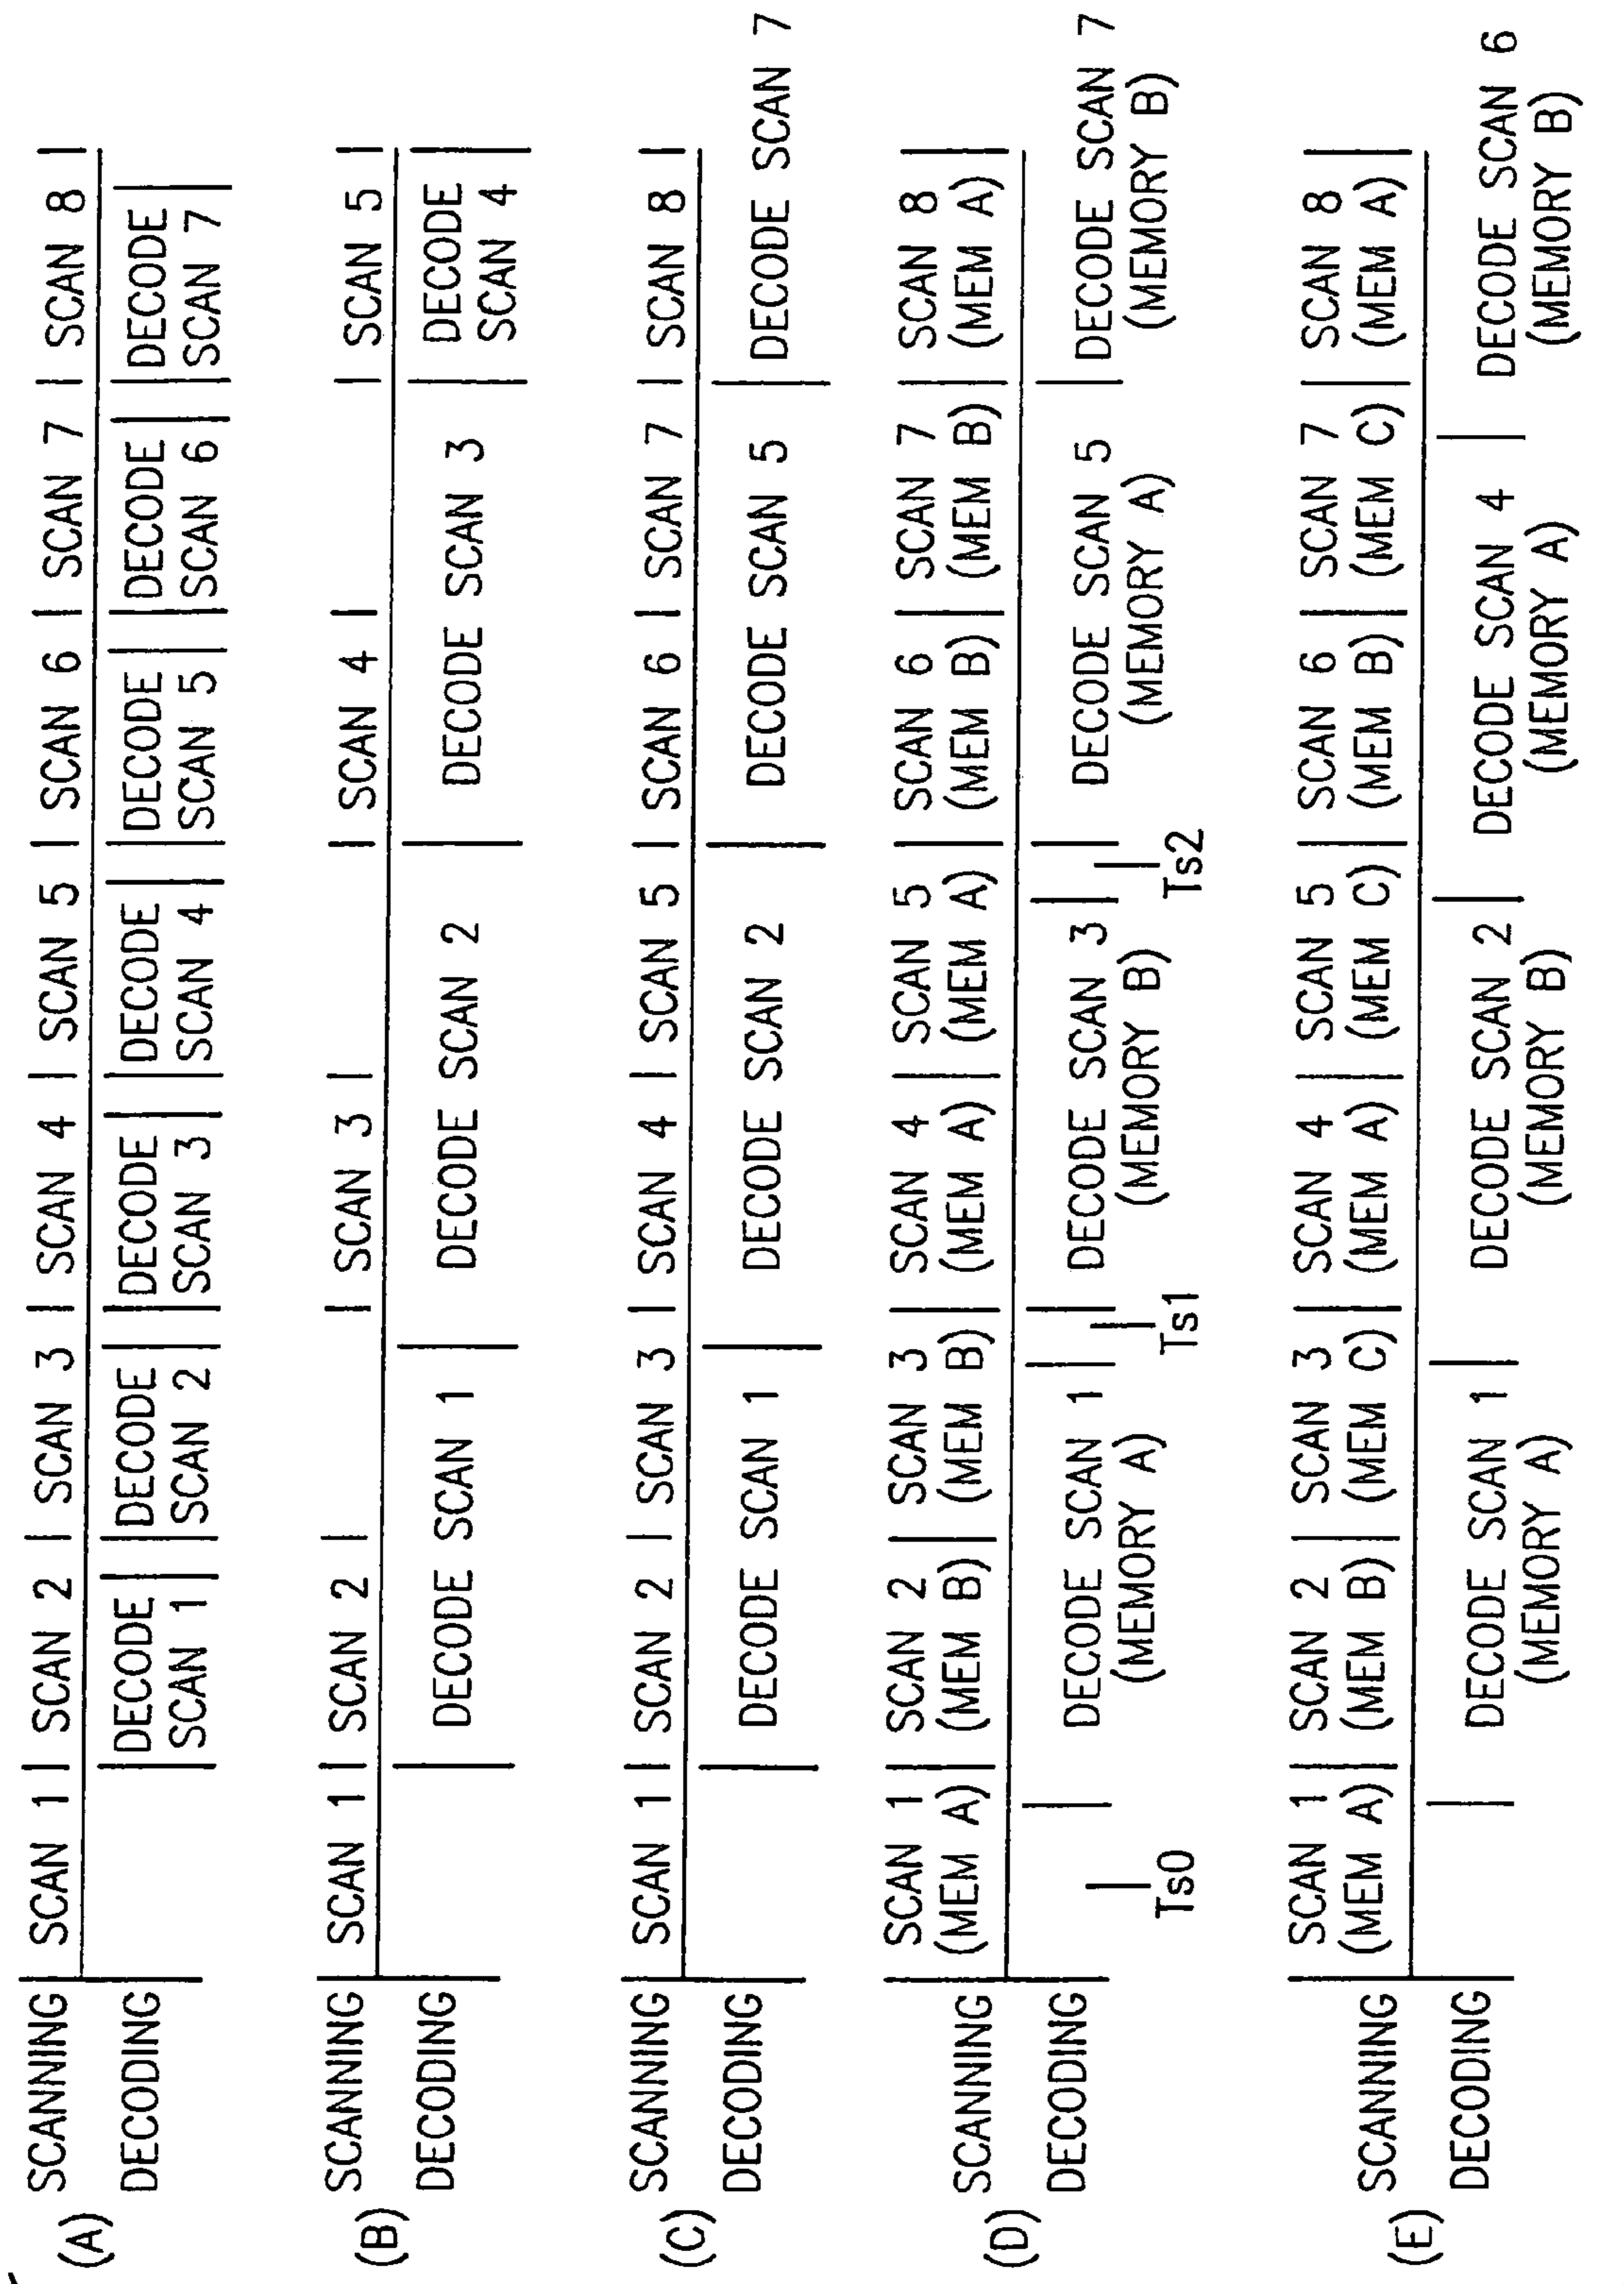 (A) SCANNING SCAN 1 | SCAN 2 | SCAN 3 | SCAN 4 | SCAN 5 | SCAN 6 | SCAN 7 | SCAN 8 |
DECODING | DECODE | | DECODE | | DECODE | | DECODE | | DECODE | | DECODE | | DECODE |
SCAN 1 SCAN 2 SCAN 3 SCAN 4 SCAN 5 SCAN 6 SCAN 7
(B) SCANNING SCAN 1 | SCAN 2 | | SCAN 3 | | SCAN 4 | | SCAN 5 |
DECODING | DECODE SCAN 1 | DECODE SCAN 2 | DECODE SCAN 3 | DECODE |
SCAN 4
(C) SCANNING SCAN 1 | SCAN 2 | SCAN 3 | SCAN 4 | SCAN 5 | SCAN 6 | SCAN 7 | SCAN 8 |
DECODING | DECODE SCAN 1 | DECODE SCAN 2 | DECODE SCAN 5 | DECODE SCAN 7
(D) SCANNING SCAN 1 | SCAN 2 | SCAN 3 | SCAN 4 | SCAN 5 | SCAN 6 | SCAN 7 | SCAN 8 |
(MEM A) (MEM B) (MEM B) (MEM A) (MEM A) (MEM B) (MEM B) (MEM A)
DECODING | DECODE SCAN 1 | | DECODE SCAN 3 | | DECODE SCAN 5 | DECODE SCAN 7
(MEMORY A) (MEMORY B) (MEMORY A) (MEMORY B)
Ts0 Ts1 Ts2
(E) SCANNING SCAN 1 | SCAN 2 | SCAN 3 | SCAN 4 | SCAN 5 | SCAN 6 | SCAN 7 | SCAN 8 |
(MEM A) (MEM B) (MEM C) (MEM A) (MEM C) (MEM B) (MEM C) (MEM A)
DECODING | DECODE SCAN 1 | DECODE SCAN 2 | DECODE SCAN 4 | DECODE SCAN 6
(MEMORY A) (MEMORY B) (MEMORY A) (MEMORY B)